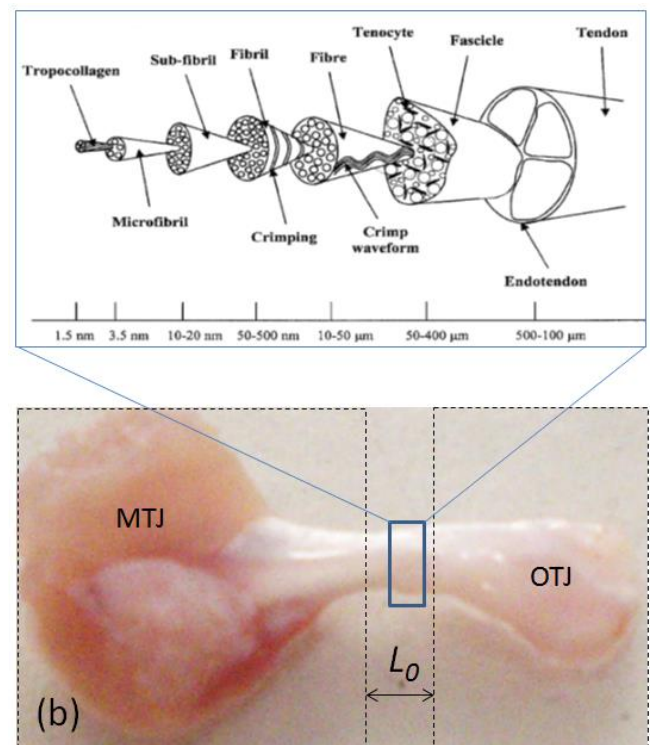 Tenocyte
Fascicle
Tendon
Fibril
Sub-fibril
Fibre
Tropocollagen
Microfibril
Crimping
Crimp
waveform
Endotendon
1.5 nm 3.5 nm 10-20 nm 50-500 nm 10-50 μm 50-400 μm 500-100 μm
MTJ
OTJ
L0
(b)